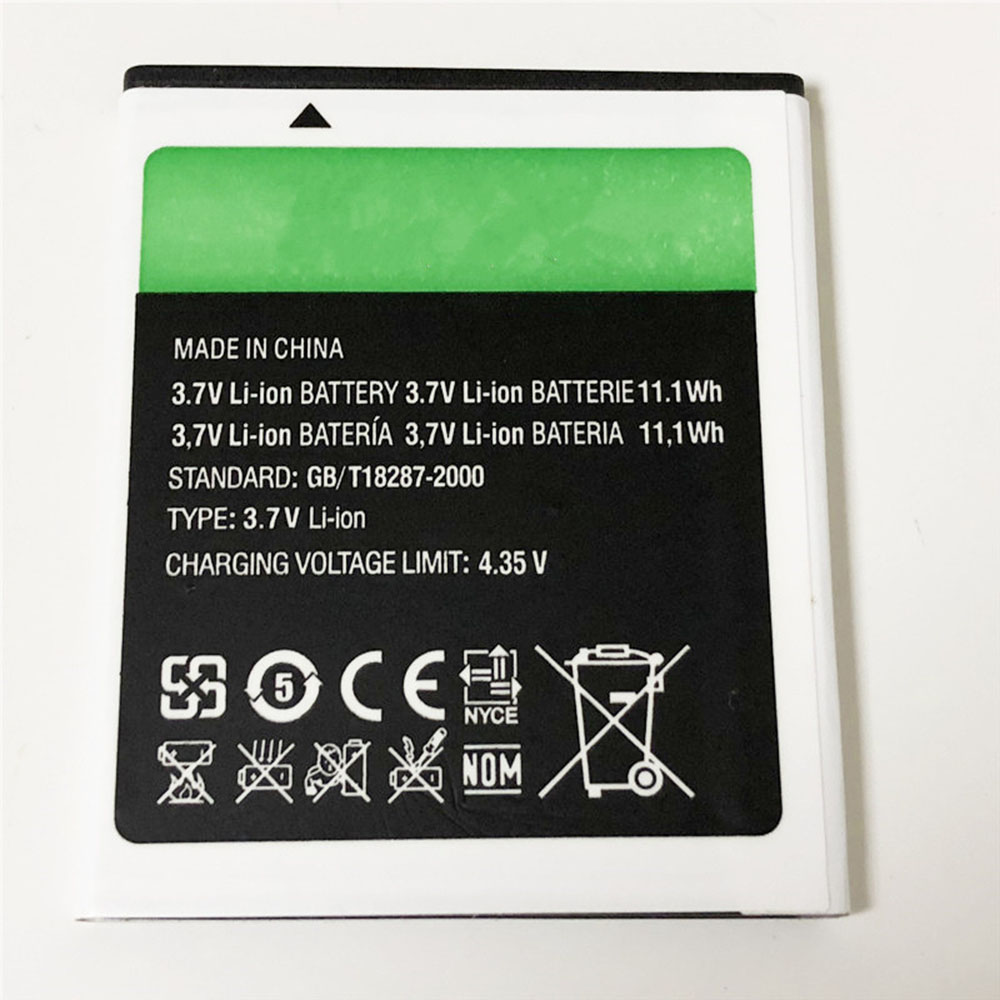 MADE IN CHINA
3.7V Li-ion BATTERY 3.7V Li-ion BATTERIE 11.1Wh
3,7V Li-ion BATERÍA 3,7V Li-ion BATERIA 11,1Wh
STANDARD: GB/T18287-2000
TYPE: 3.7V Li-ion
CHARGING VOLTAGE LIMIT: 4.35 V
5 CE NYCE
NOM